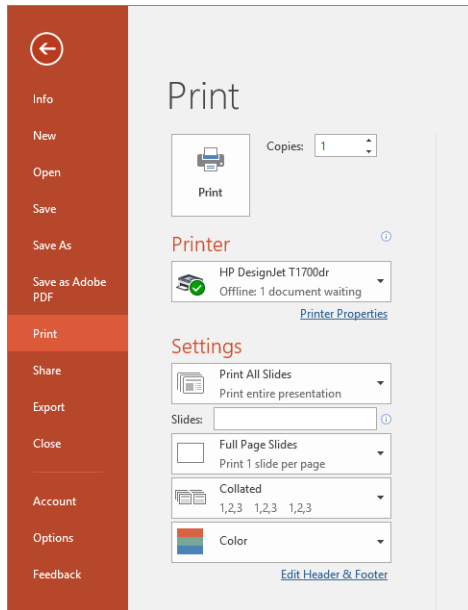 Info
New
Open
Save
Save As
Save as Adobe
PDF
Print
Share
Export
Close
Account
Options
Feedback
Print
Copies: 1
Print
Printer
HP DesignJet T1700dr
Offline: 1 document waiting
Printer Properties
Settings
Print All Slides
Print entire presentation
Slides:
Full Page Slides
Print 1 slide per page
Collated
1,2,3 1,2,3 1,2,3
Color
Edit Header & Footer